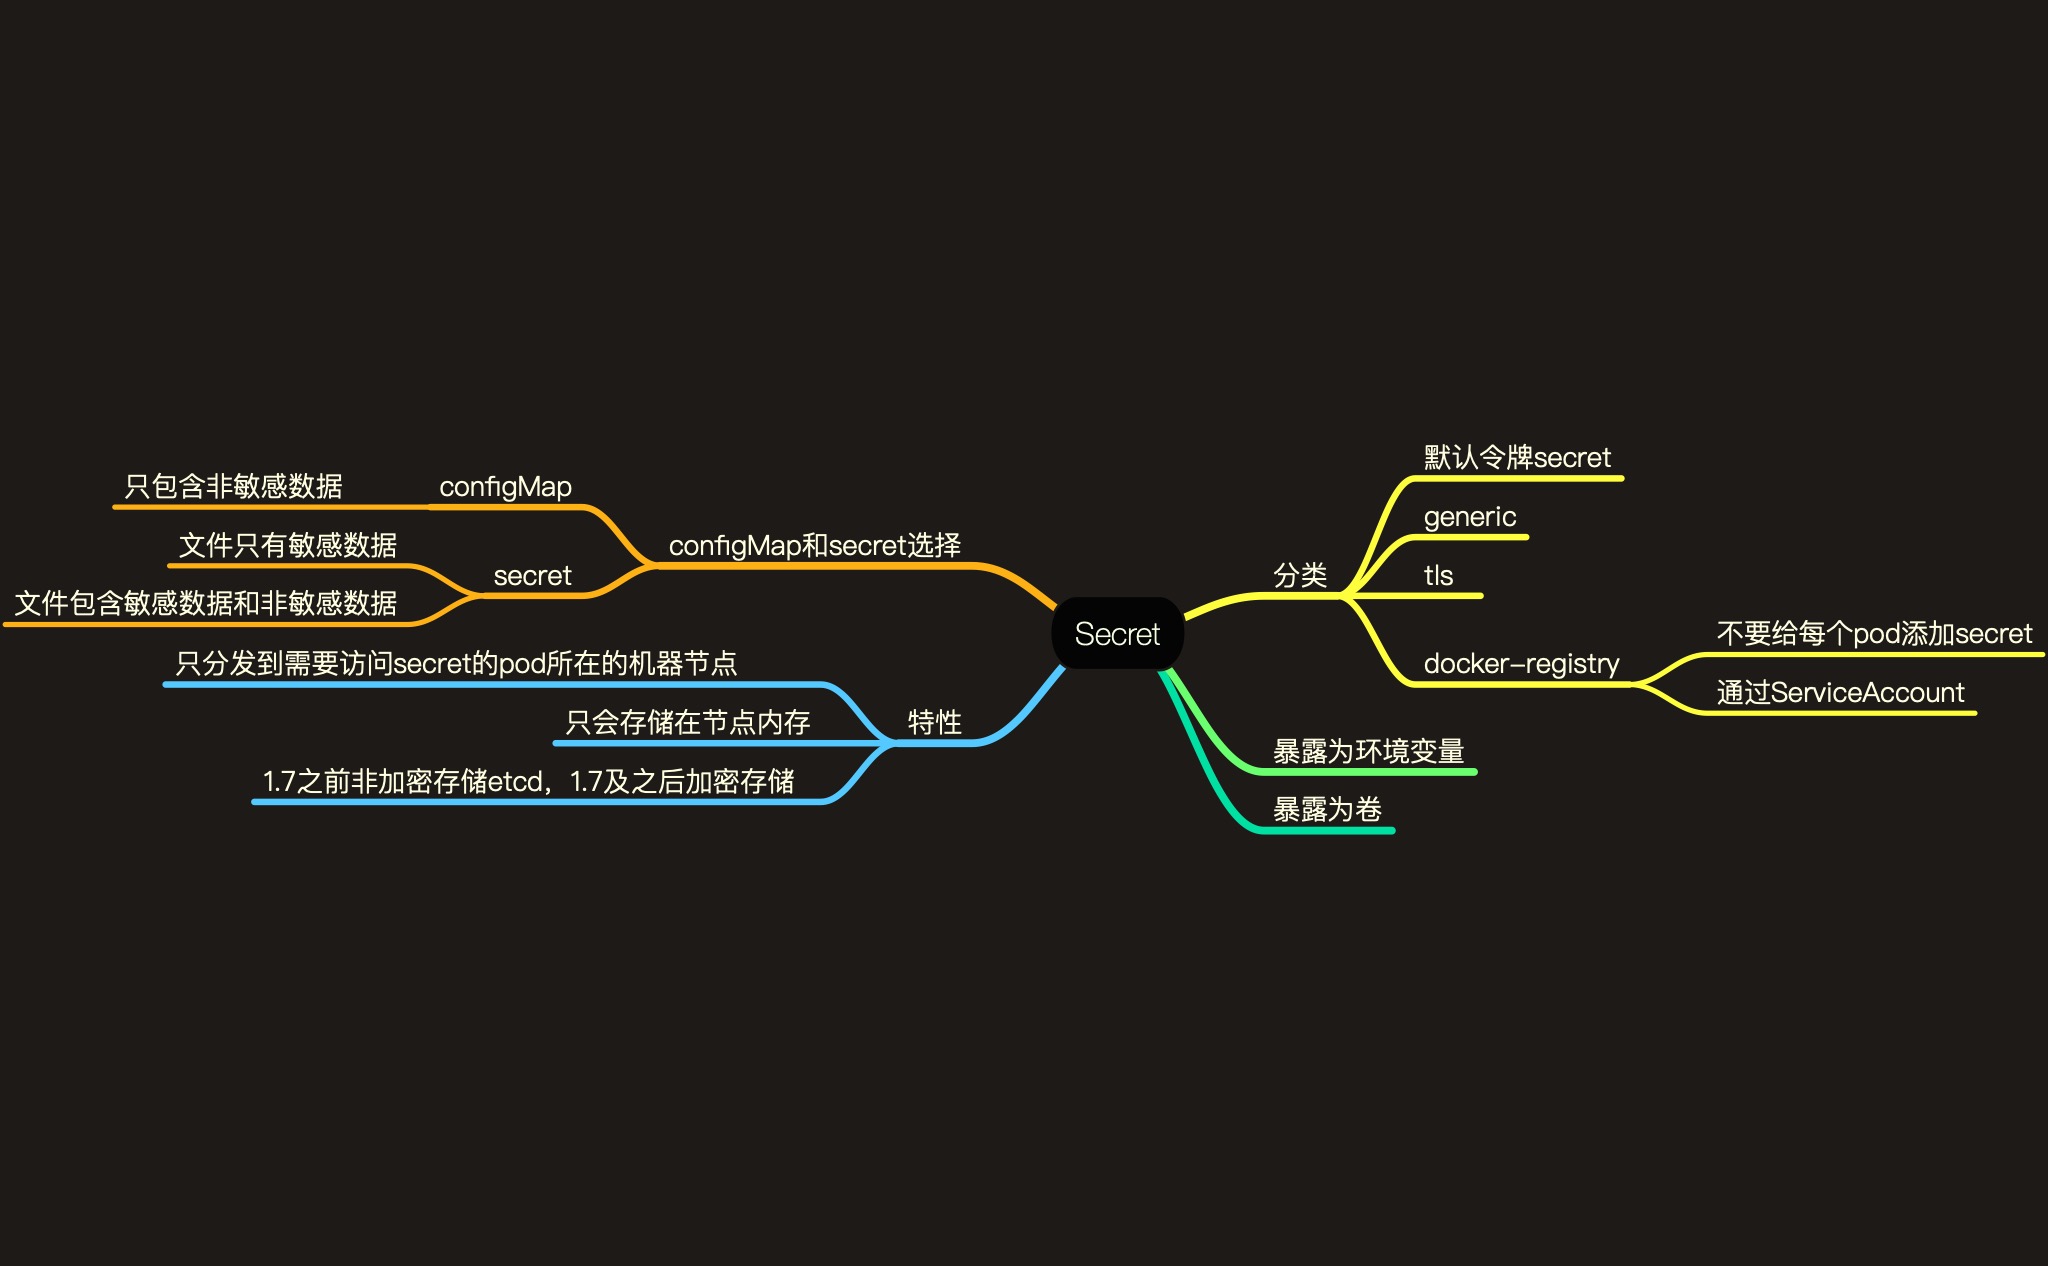 Secret
分类
默认令牌secret
generic
tls
docker-registry
不要给每个pod添加secret
通过ServiceAccount
暴露为环境变量
暴露为卷
configMap和secret选择
configMap
只包含非敏感数据
secret
文件只有敏感数据
文件包含敏感数据和非敏感数据
特性
只分发到需要访问secret的pod所在的机器节点
只会存储在节点内存
1.7之前非加密存储etcd，1.7及之后加密存储